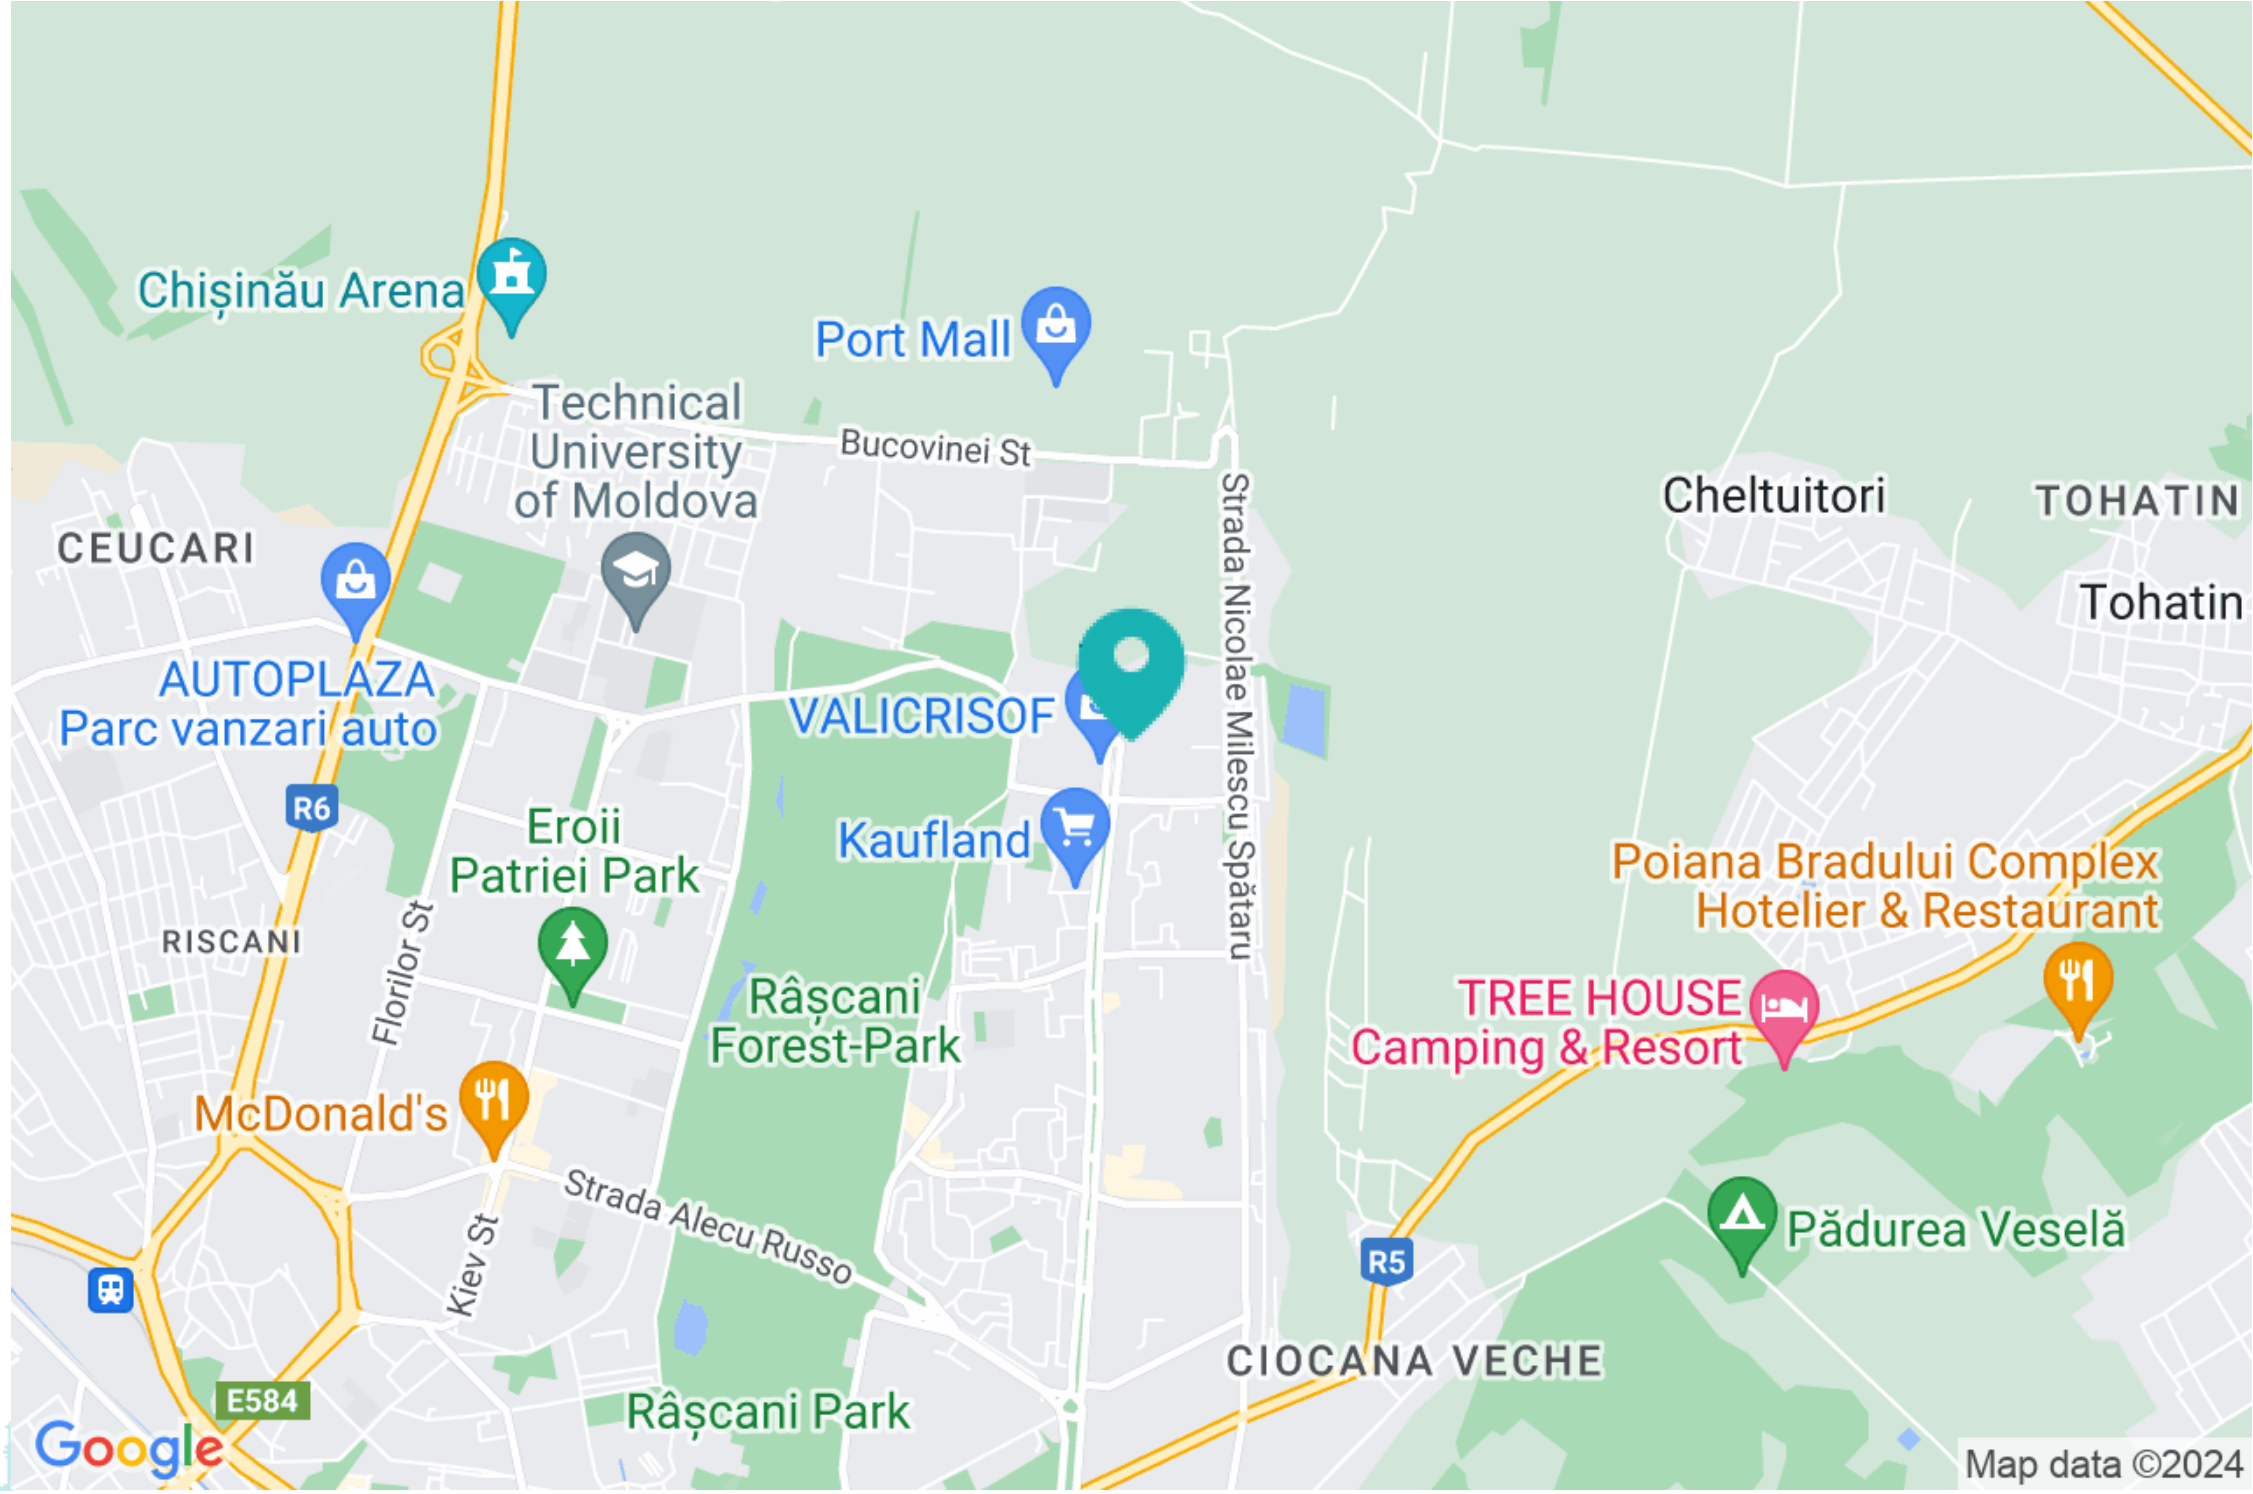 Chișinău Arena
Port Mall
Technical
University
of Moldova
Bucovinei St
Strada Nicolae Milescu Spătaru
Cheltuitori
TOHATIN
CEUCARI
Tohatin
AUTOPLAZA
Parc vanzari auto
VALICRISOF
R6
Eroii
Patriei Park
Kaufland
Poiana Bradului Complex
Hotelier & Restaurant
RISCANI
Florilor St
Râșcani
Forest-Park
TREE HOUSE
Camping & Resort
McDonald's
Strada Alecu Russo
Pădurea Veselă
Kiev St
R5
CIOCANA VECHE
E584
Râșcani Park
Google
Map data ©2024